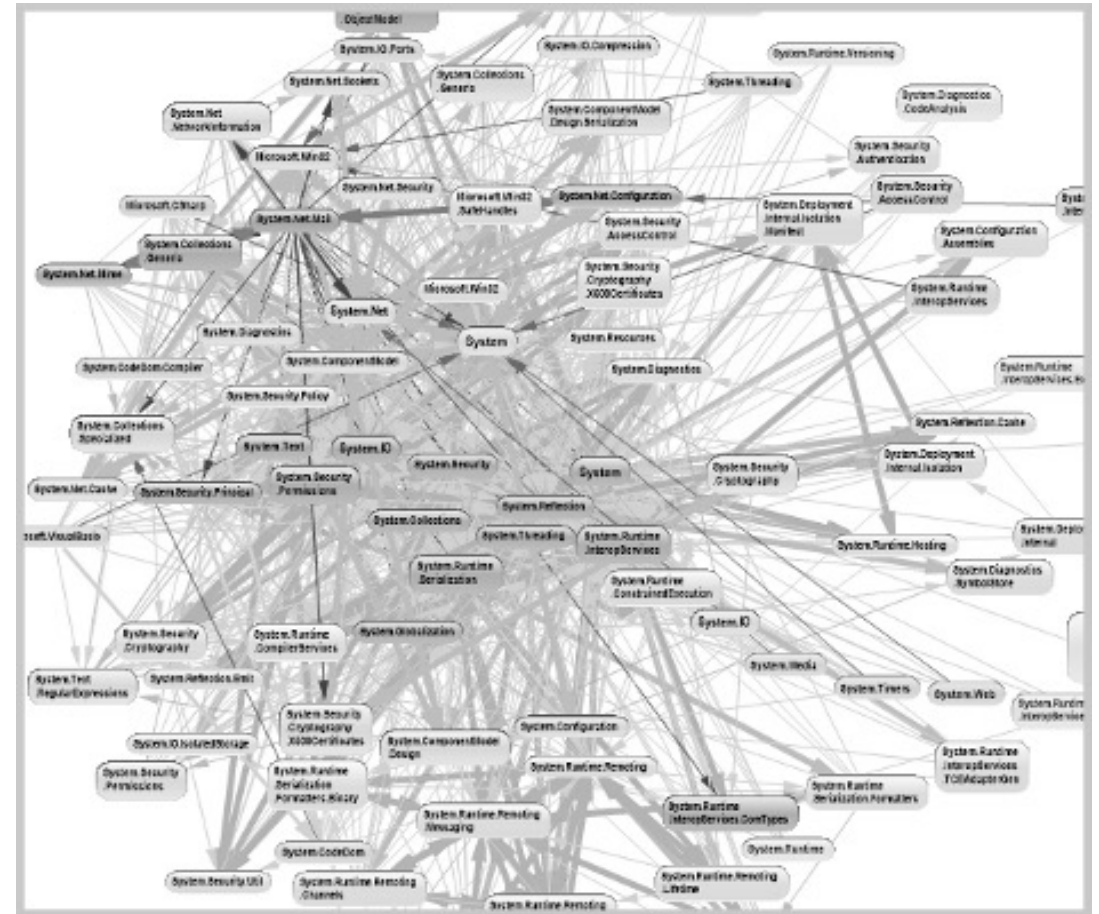 .ObjectModel
System.IO.Ports
System.IO.Compression
System.Runtime.Versioning
System.Net.Sockets
System.Collections
.Generic
System.Threading
System.Diagnostics
.CodeAnalysis
System.Net
.NetworkInformation
System.ComponentModel
.Design.Serialization
Microsoft.Win32
System.Security
.Authentication
System.Net.Security
Microsoft.Win32
.SafeHandles
System.Net.Configuration
System.Security
.AccessControl
Microsoft.CSharp
System.Net.Mail
System.Security
.AccessControl
System.Deployment
.Internal.Isolation
.Manifest
System.Collections
.Generic
System.Configuration
.Assemblies
System.Net.Mime
System.Security
.Cryptography
.X509Certificates
Microsoft.Win32
System.Runtime
.InteropServices
System.Net
System.Diagnostics
System
System.Resources
System.CodeDom.Compiler
System.ComponentModel
System.Diagnostics
System.Runtime
System.Security.Policy
System.Collections
.Specialized
System.Reflection.Cache
System.Text
System.IO
System.Deployment
.Internal.Isolation
System.Security
System
System.Security
.Cryptography
System.Security
.Permissions
System.Net.Cache
System.Security.Principal
System.Reflection
System.Collections
System.Threading
System.Runtime
.InteropServices
soft.VisualBasic
System.Runtime.Hosting
System.Deplo
.Internal
System.Runtime
.Serialization
System.Diagnostics
.SymbolStore
System.Runtime
.ConstrainedExecution
System.IO
System.Security
.Cryptography
System.Runtime
.CompilerServices
System.Globalization
System.Media
System.Text
.RegularExpressions
System.Reflection.Emit
System.Timers
System.Web
System.Runtim
.InteropService
System.Security
.Cryptography
.X509Certificates
System.Configuration
System.IO.IsolatedStorage
System.ComponentModel
.Design
System.Runtime
.InteropServices
.TCEAdapterGen
System.Security
.Permissions
System.Runtime
.Serialization
.Formatters.Binary
System.Runtime.Remoting
System.Runtime
.Serialization.Formatters
System.Runtime.Remoting
.Messaging
System.Runtime
.InteropServices.ComTypes
System.CodeDom
System.Runtime
System.Security.Util
System.Runtime.Remoting
.Channels
System.Runtime.Remoting
.Lifetime
System.Runtime.Remoting